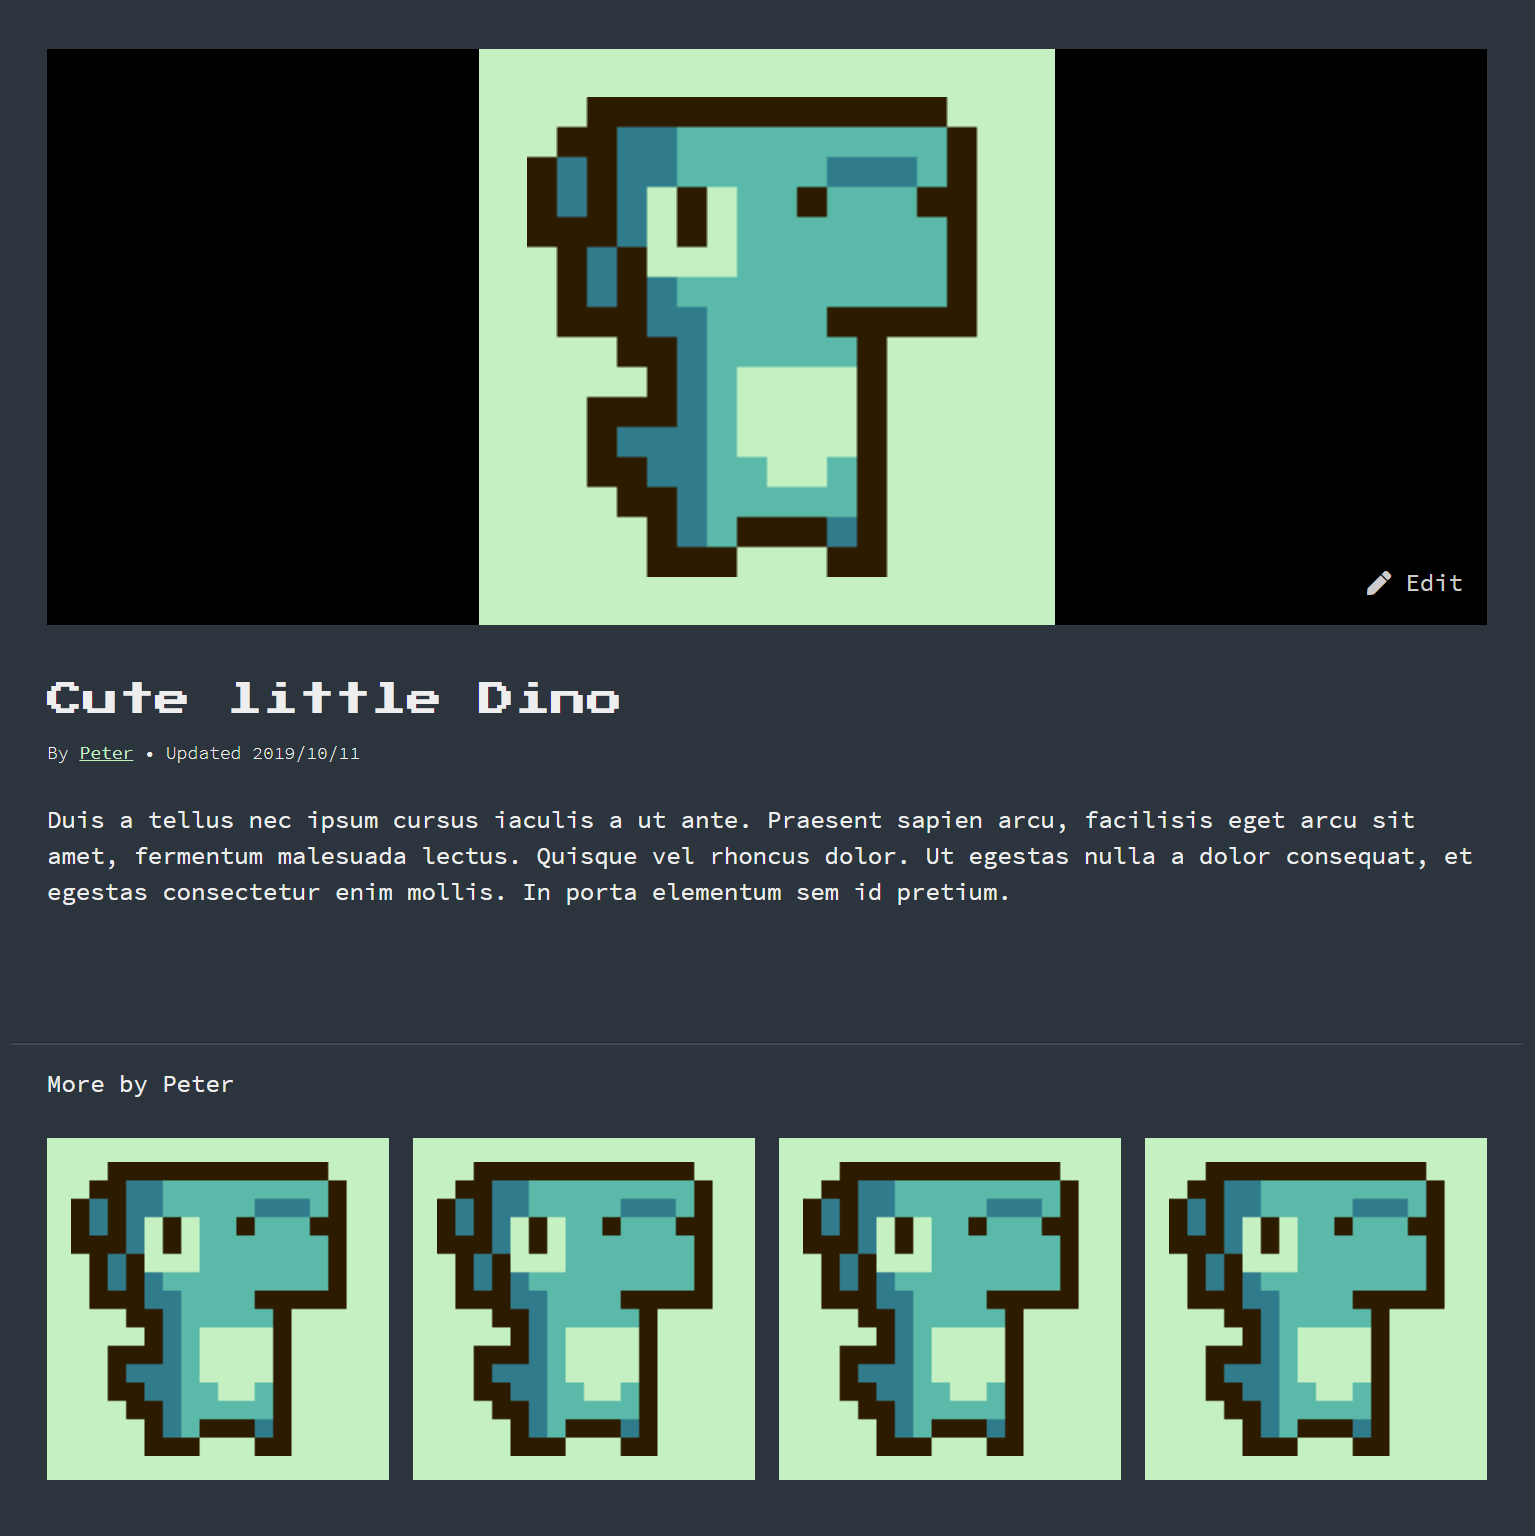 Edit
Cute little Dino
By Peter • Updated 2019/10/11
Duis a tellus nec ipsum cursus iaculis a ut ante. Praesent sapien arcu, facilisis eget arcu sit
amet, fermentum malesuada lectus. Quisque vel rhoncus dolor. Ut egestas nulla a dolor consequat, et
egestas consectetur enim mollis. In porta elementum sem id pretium.
More by Peter